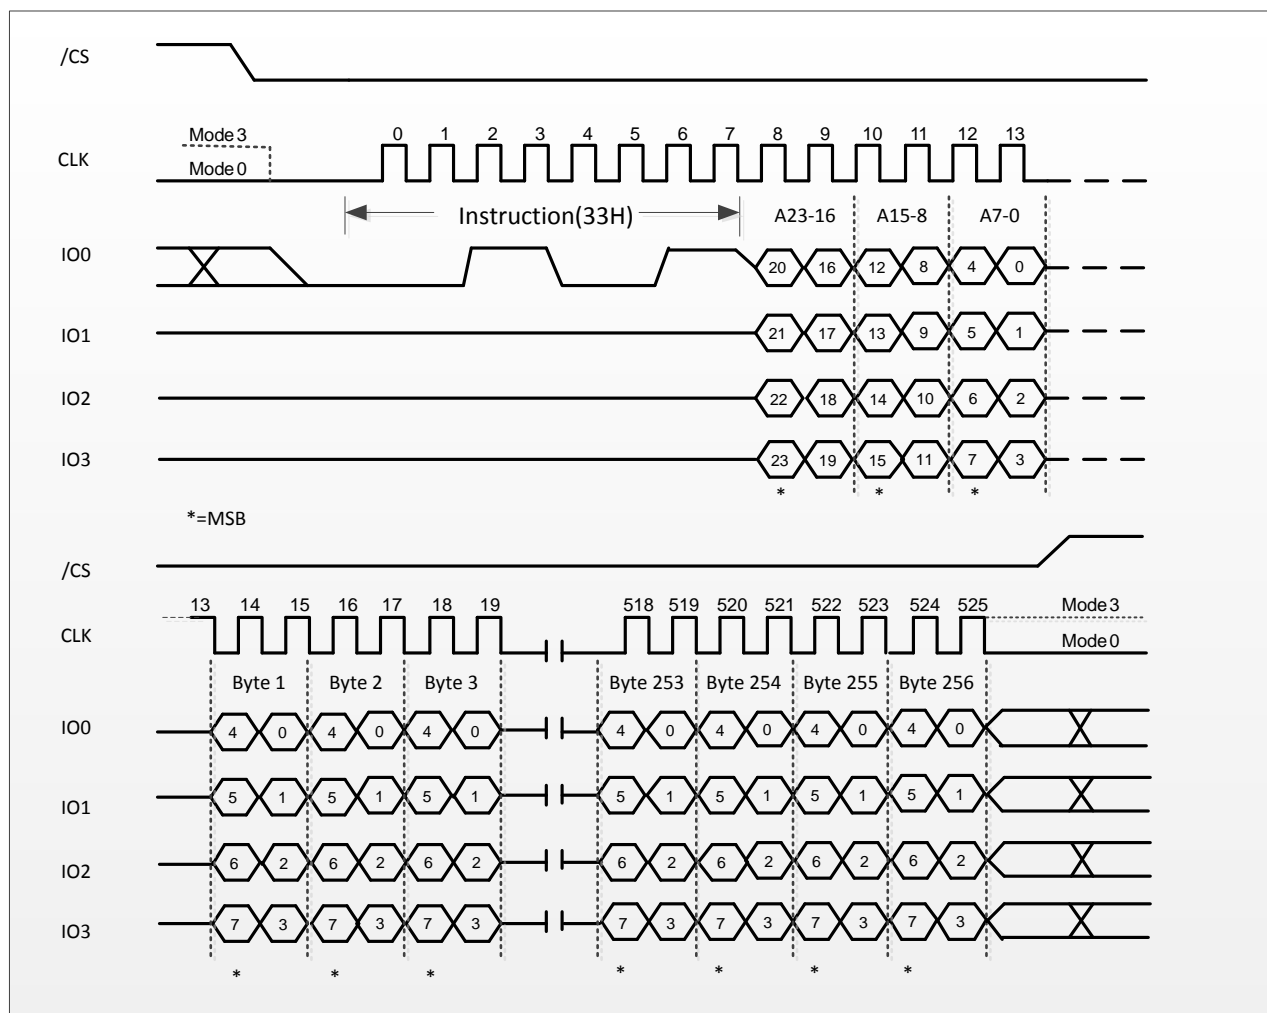 /CS
Mode 3
0 1 2 3 4 5 6 7 8 9 10 11 12 13
CLK
Mode 0
Instruction(33H) A23-16 A15-8 A7-0
IO0 20 16 12 8 4 0
IO1 21 17 13 9 5 1
IO2 22 18 14 10 6 2
IO3 23 19 15 11 7 3
* * *
*=MSB
/CS
13 14 15 16 17 18 19 518 519 520 521 522 523 524 525 Mode 3
CLK Mode 0
Byte 1 Byte 2 Byte 3 Byte 253 Byte 254 Byte 255 Byte 256
IO0 4 0 4 0 4 0 4 0 4 0 4 0 4 0
IO1 5 1 5 1 5 1 5 1 5 1 5 1 5 1
IO2 6 2 6 2 6 2 6 2 6 2 6 2 6 2
IO3 7 3 7 3 7 3 7 3 7 3 7 3 7 3
* * * * * * *